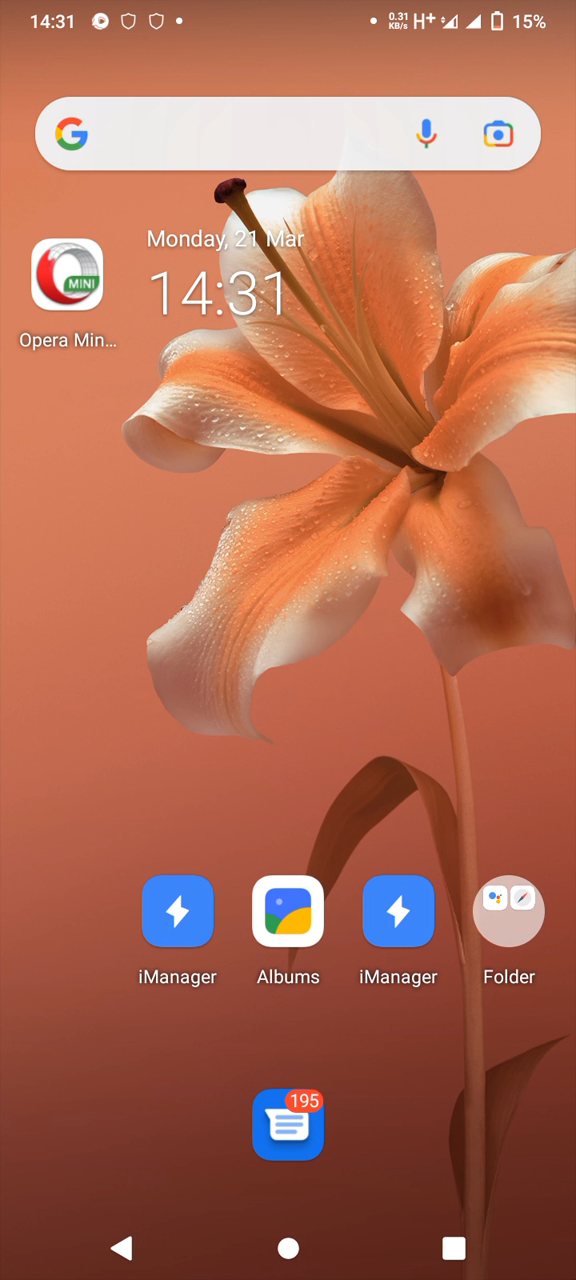 14:31
0.31 KB/s H+ 15%
Monday, 21 Mar
14:31
MINI
Opera Min...
iManager
Albums
iManager
Folder
195